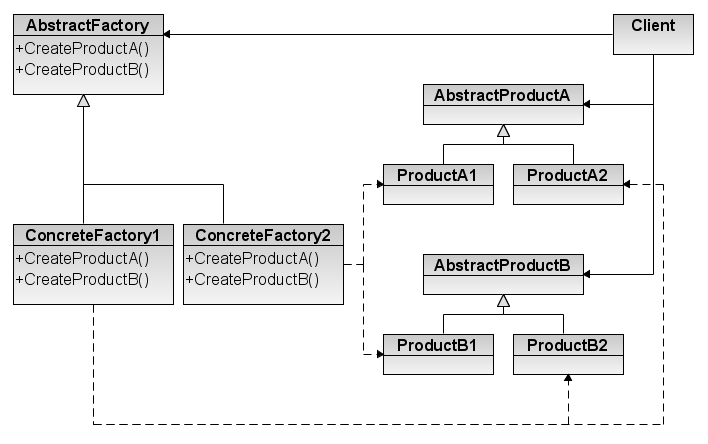 AbstractFactory
+CreateProductA()
+CreateProductB()
Client
AbstractProductA
ProductA1
ProductA2
ConcreteFactory1
+CreateProductA()
+CreateProductB()
ConcreteFactory2
+CreateProductA()
+CreateProductB()
AbstractProductB
ProductB1
ProductB2